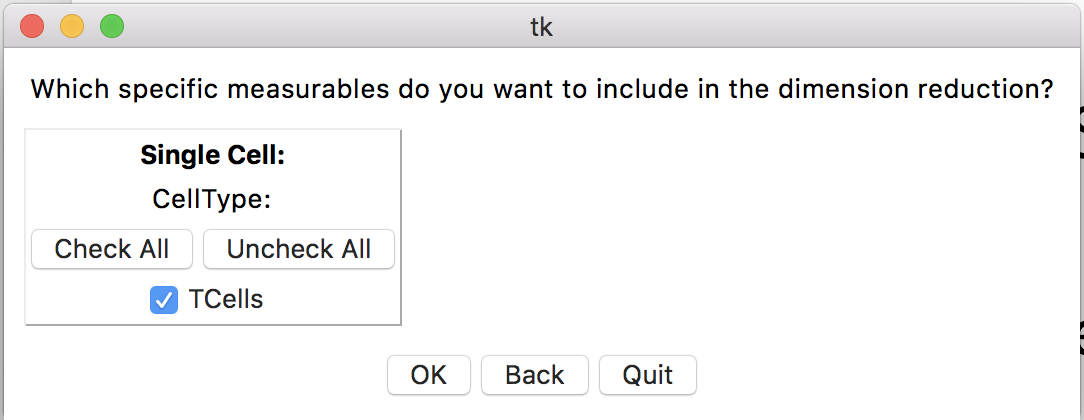 tk
Which specific measurables do you want to include in the dimension reduction?
Single Cell:
CellType:
Check All Uncheck All
TCells
OK Back Quit